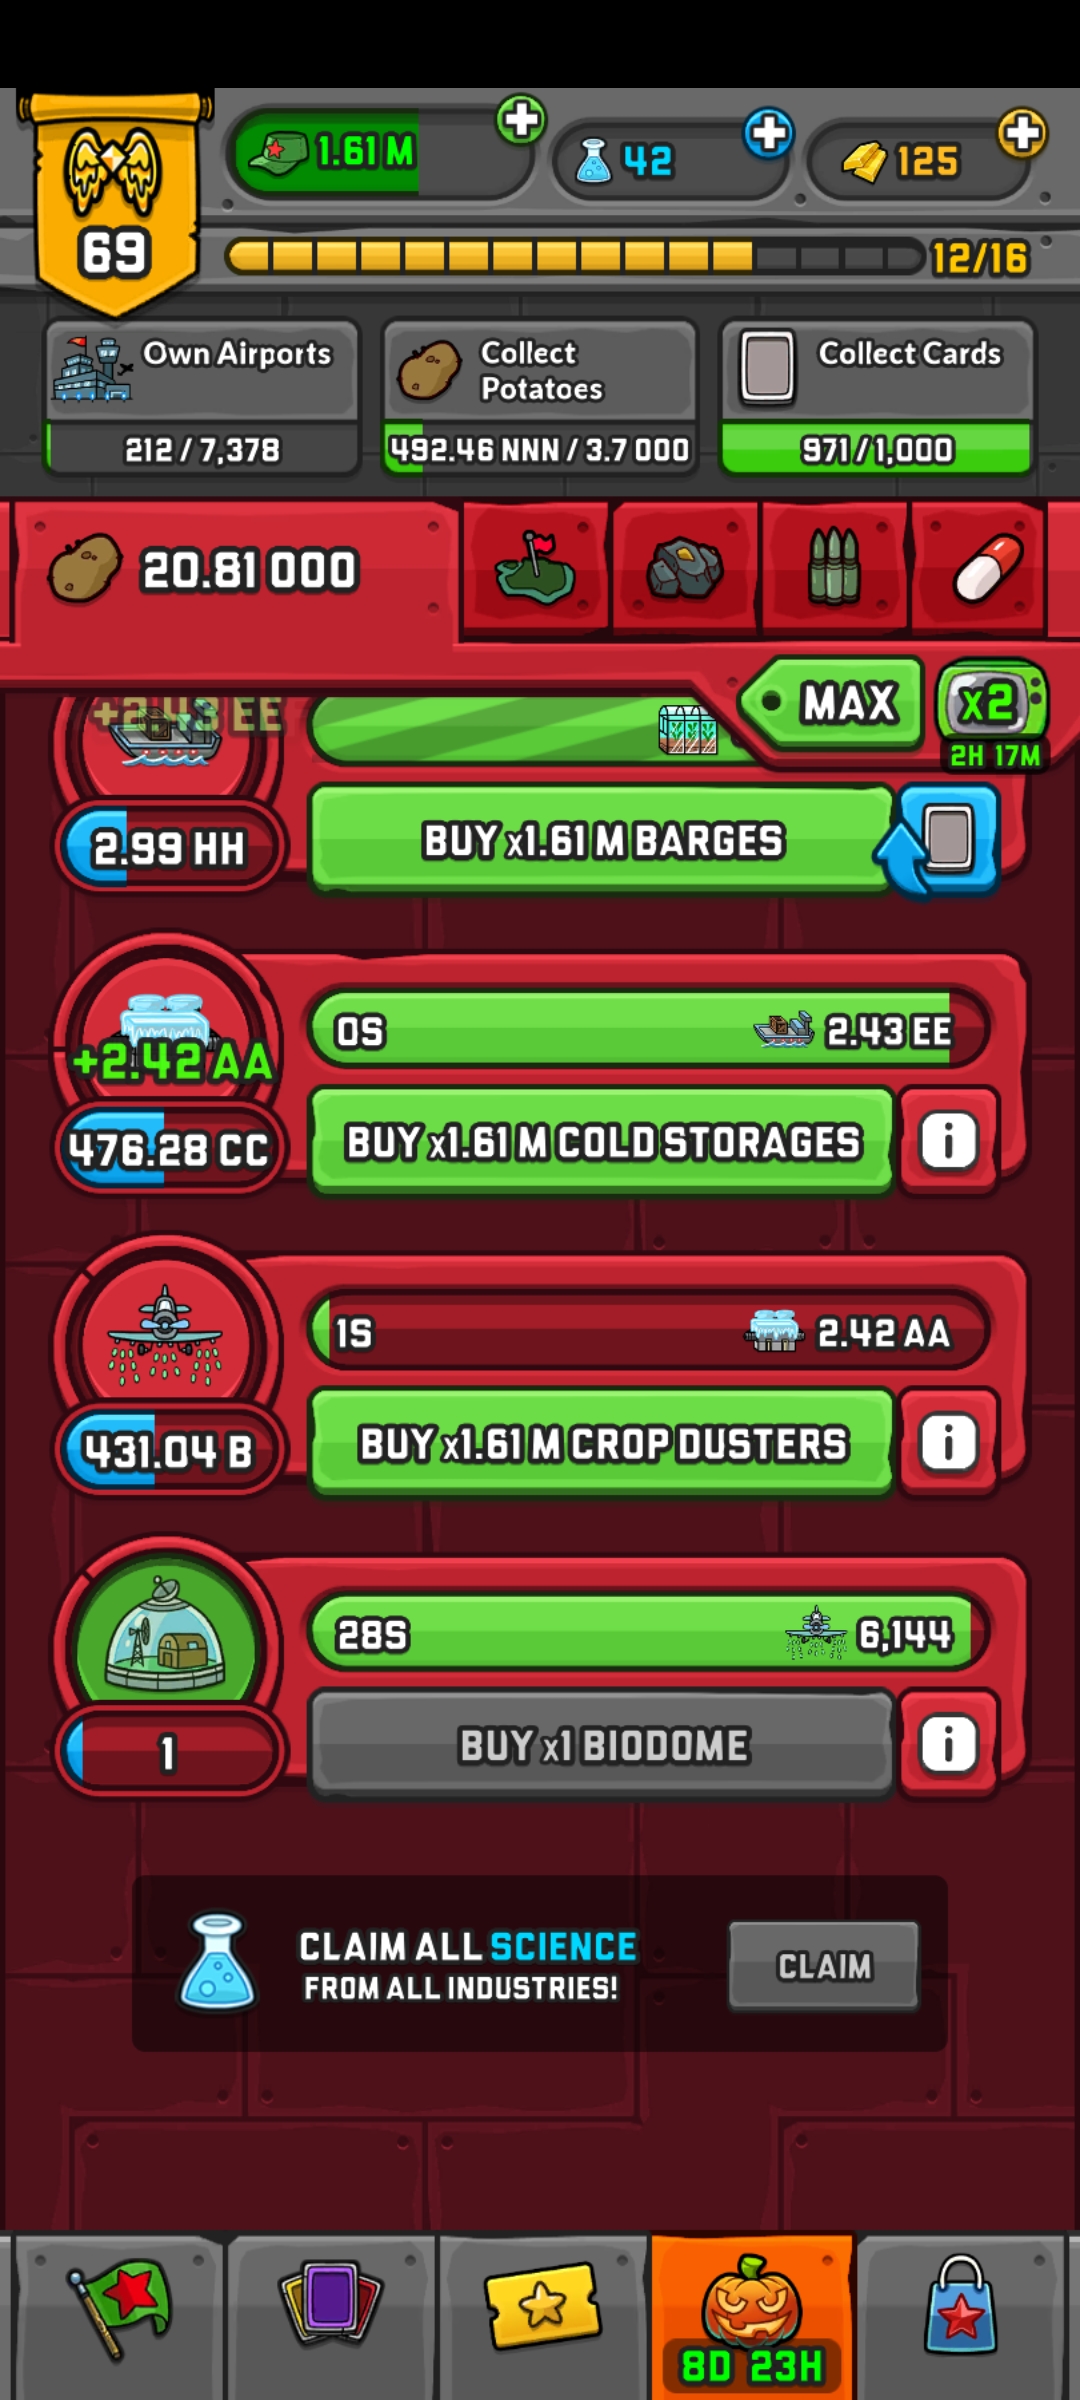 1.61 M
42
125
69
12/16
Own Airports
Collect
Potatoes
Collect Cards
212 / 7,378
492.46 NNN / 3.7 OOO
971 / 1,000
20.81 OOO
MAX
x2
2H 17M
+2.43 EE
2.99 HH
BUY x1.61 M BARGES
0S
2.43 EE
+2.42 AA
476.28 CC
BUY x1.61 M COLD STORAGES
i
1S
2.42 AA
431.04 B
BUY x1.61 M CROP DUSTERS
i
28S
6,144
1
BUY x1 BIODOME
i
CLAIM ALL SCIENCE
FROM ALL INDUSTRIES!
CLAIM
8D 23H